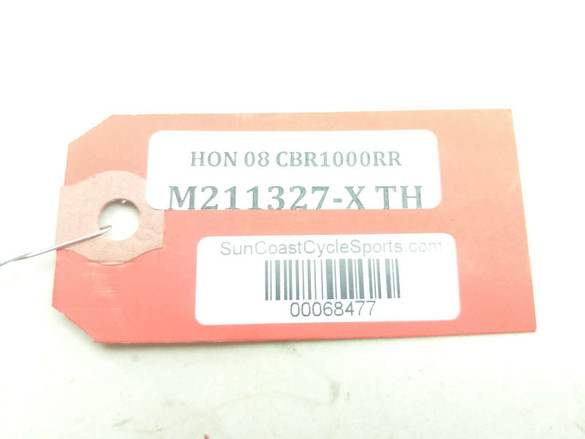 HON 08 CBR1000RR
M211327-X TH
SunCoastCycleSports.com
00068477